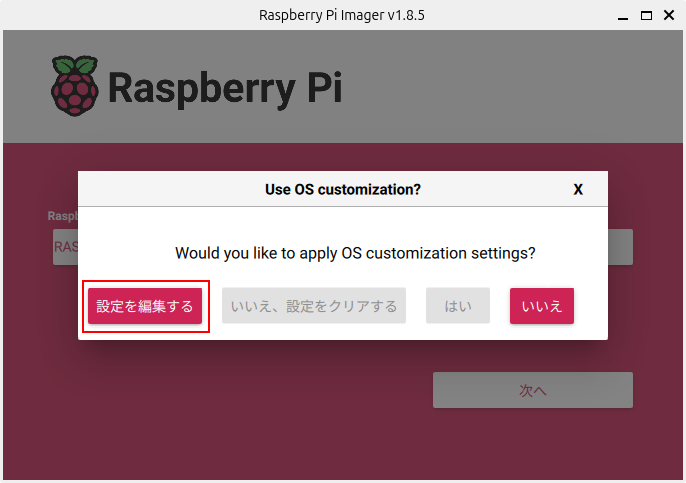 Raspberry Pi Imager v1.8.5
Raspberry Pi
Use OS customization?
X
Raspb
RAS
Would you like to apply OS customization settings?
設定を編集する
いいえ、設定をクリアする
はい
いいえ
次へ